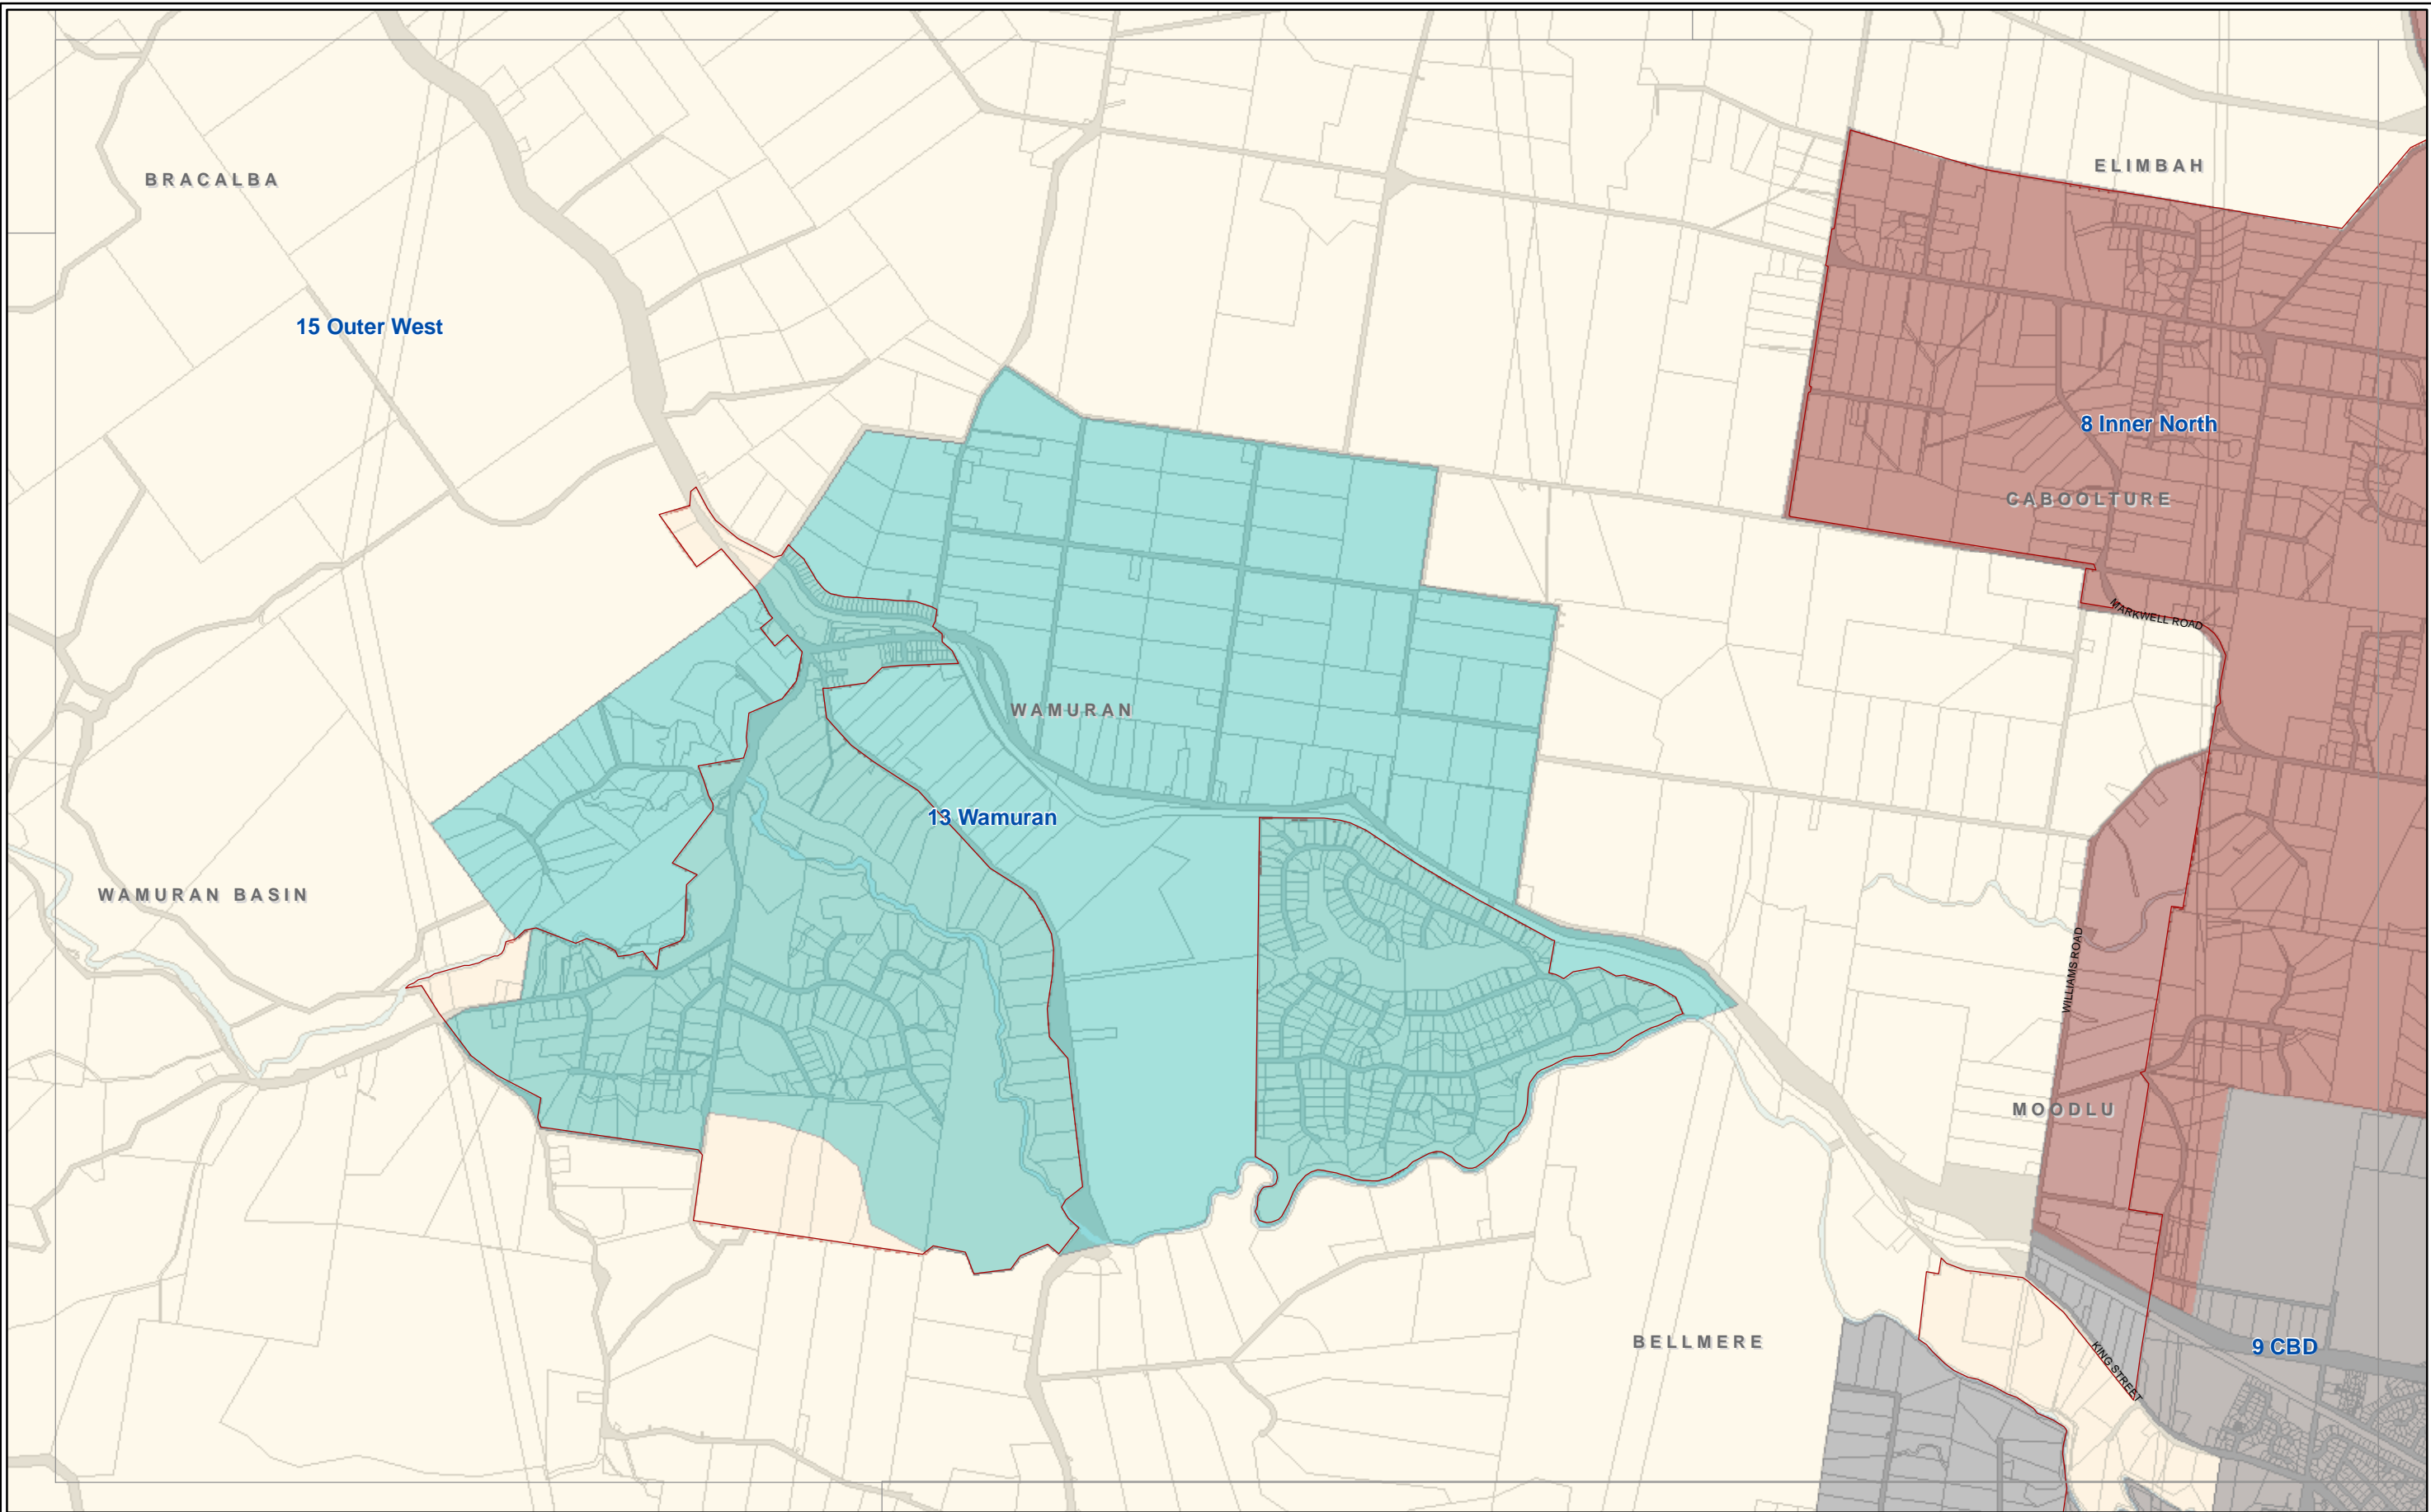 ELIMBAH
BRACALBA
15 Outer West
8 Inner North
CABOOLTURE
MARKWELL ROAD
WAMURAN
13 Wamuran
WAMURAN BASIN
WILLIAMS ROAD
MOODLU
BELLMERE
9 CBD
KING STREET